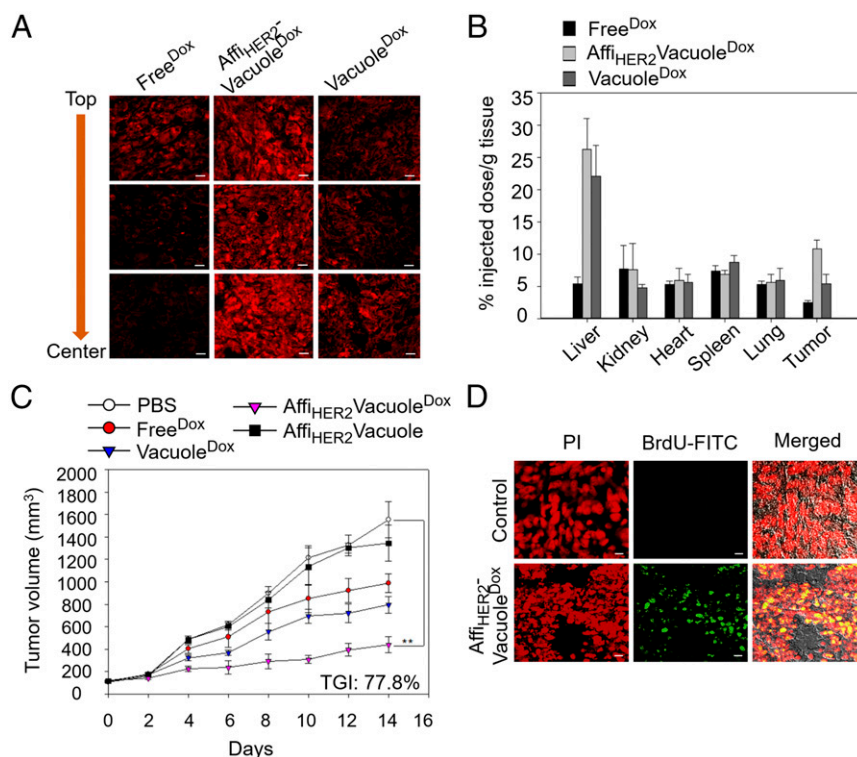 A
Free^Dox
Affi_HER2-
Vacuole^Dox
Vacuole^Dox
Top
Center
B
Free^Dox
Affi_HER2Vacuole^Dox
Vacuole^Dox
% injected dose/g tissue
35
30
25
20
15
10
5
0
Liver
Kidney
Heart
Spleen
Lung
Tumor
C
PBS
Free^Dox
Vacuole^Dox
Affi_HER2Vacuole^Dox
Affi_HER2Vacuole
Tumor volume (mm³)
2000
1800
1600
1400
1200
1000
800
600
400
200
0
**
TGI: 77.8%
0 2 4 6 8 10 12 14 16
Days
D
PI BrdU-FITC Merged
Control
Affi_HER2-
Vacuole^Dox